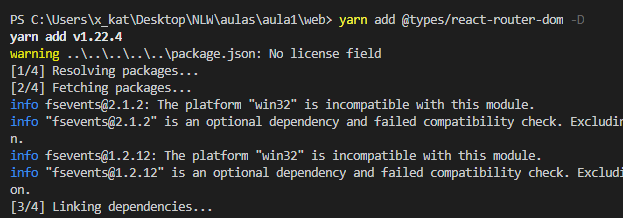 PS C:\Users\x_kat\Desktop\NLW\aulas\aula1\web> yarn add @types/react-router-dom -D
yarn add v1.22.4
warning ..\..\..\..\..\package.json: No license field
[1/4] Resolving packages...
[2/4] Fetching packages...
info fsevents@2.1.2: The platform "win32" is incompatible with this module.
info "fsevents@2.1.2" is an optional dependency and failed compatibility check. Excludin
n.
info fsevents@1.2.12: The platform "win32" is incompatible with this module.
info "fsevents@1.2.12" is an optional dependency and failed compatibility check. Excludi
on.
[3/4] Linking dependencies...